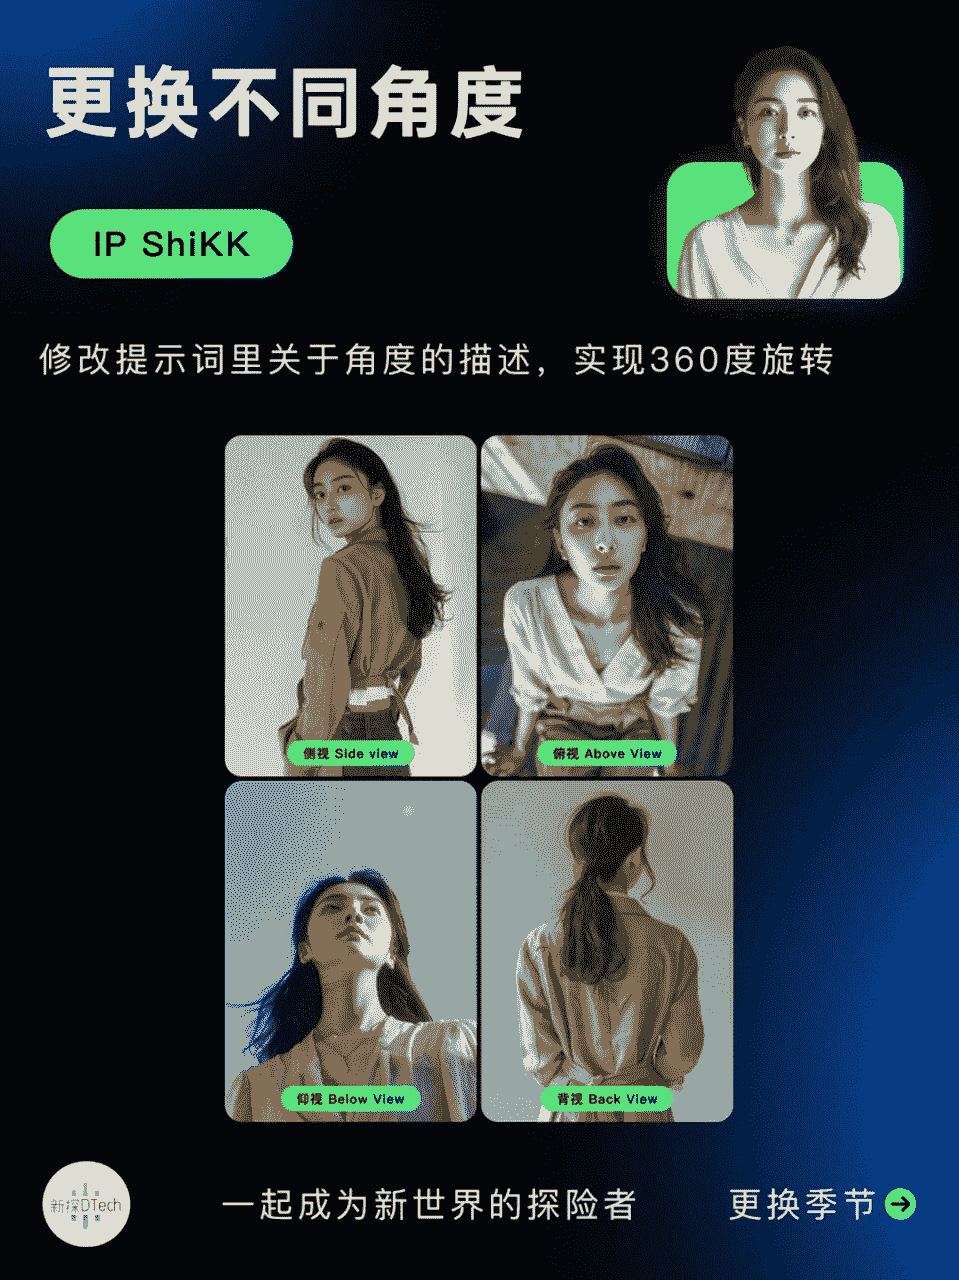 更换不同角度
IP ShiKK
修改提示词里关于角度的描述，实现360度旋转
侧视 Side view
俯视 Above View
仰视 Below View
背视 Back View
新探DTech
一起成为新世界的探险者
更换季节